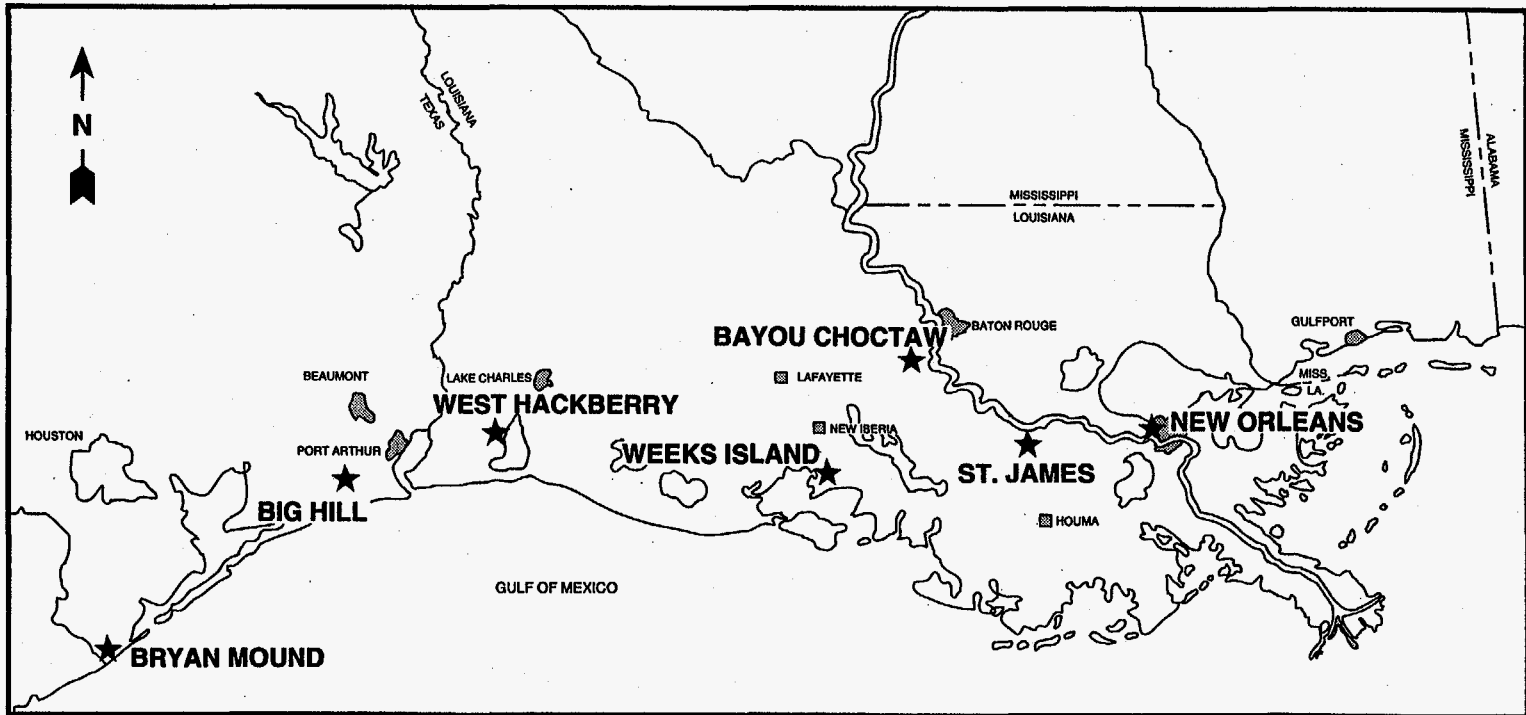 N
LOUISIANA
TEXAS
MISSISSIPPI
LOUISIANA
ALABAMA
MISSISSIPPI
BATON ROUGE
GULFPORT
BAYOU CHOCTAW
BEAUMONT
LAKE CHARLES
LAFAYETTE
MISS.
LA.
WEST HACKBERRY
NEW ORLEANS
HOUSTON
PORT ARTHUR
NEW IBERIA
WEEKS ISLAND
ST. JAMES
BIG HILL
HOUMA
GULF OF MEXICO
BRYAN MOUND